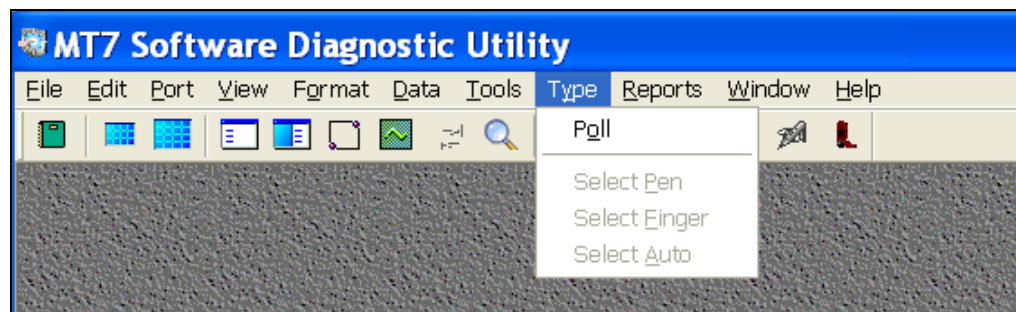 MT7 Software Diagnostic Utility
File Edit Port View Format Data Tools Type Reports Window Help
Poll
Select Pen
Select Finger
Select Auto